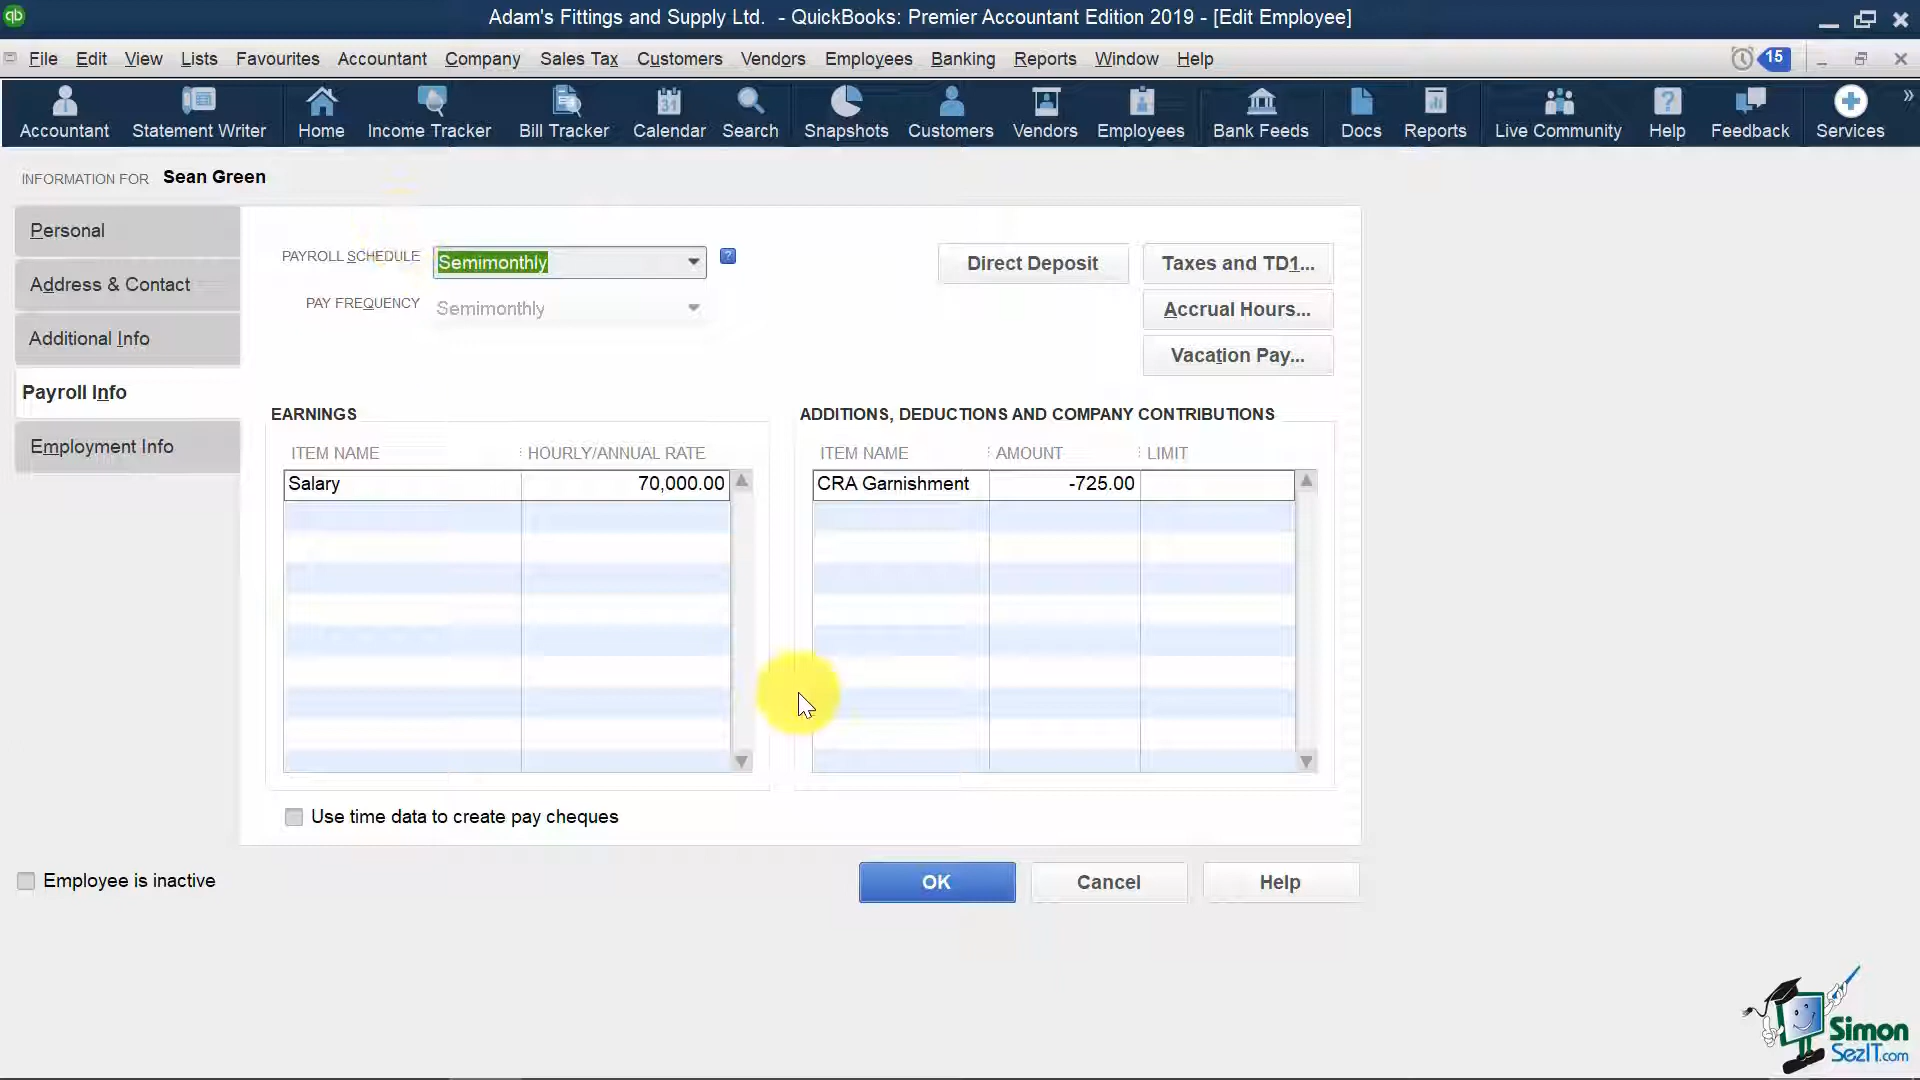 qb
Adam's Fittings and Supply Ltd. - QuickBooks: Premier Accountant Edition 2019 - [Edit Employee]
File Edit View Lists Favourites Accountant Company Sales Tax Customers Vendors Employees Banking Reports Window Help 15
Accountant Statement Writer Home Income Tracker Bill Tracker Calendar Search Snapshots Customers Vendors Employees Bank Feeds Docs Reports Live Community Help Feedback Services
INFORMATION FOR Sean Green
Personal
Address & Contact
Additional Info
Payroll Info
Employment Info
PAYROLL SCHEDULE Semimonthly ?
PAY FREQUENCY Semimonthly
Direct Deposit
Taxes and TD1...
Accrual Hours...
Vacation Pay...
EARNINGS
ITEM NAME HOURLY/ANNUAL RATE
Salary 70,000.00
ADDITIONS, DEDUCTIONS AND COMPANY CONTRIBUTIONS
ITEM NAME AMOUNT LIMIT
CRA Garnishment -725.00
Use time data to create pay cheques
Employee is inactive
OK Cancel Help
Simon
SezIT.com